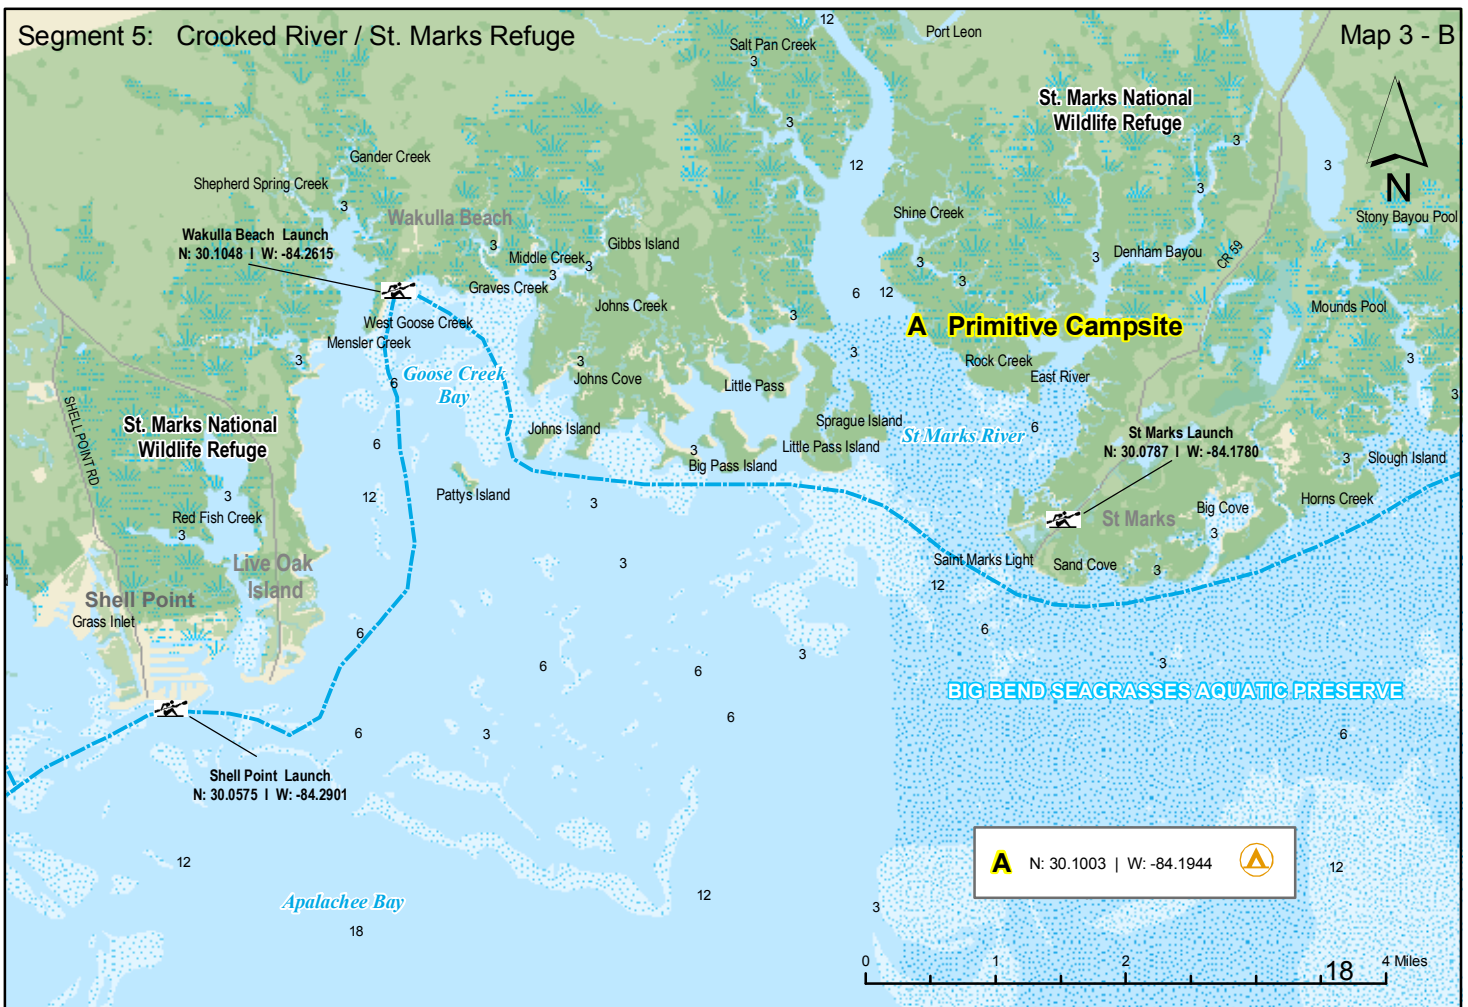 Segment 5: Crooked River / St. Marks Refuge
Map 3 - B
12
Port Leon
Salt Pan Creek
3
St. Marks National
Wildlife Refuge
3
3
Gander Creek
12
3
N
Shepherd Spring Creek
3
3
Wakulla Beach
Shine Creek
Stony Bayou Pool
Wakulla Beach Launch
N: 30.1048 I W: -84.2615
3
Gibbs Island
Middle Creek
3
3
Denham Bayou
3
CR 59
3
3
Graves Creek
6
12
Johns Creek
3
Mounds Pool
West Goose Creek
A Primitive Campsite
Mensler Creek
3
3
3
Rock Creek
3
Goose Creek
Bay
6
Johns Cove
Little Pass
East River
3
SHELL POINT RD
St. Marks National
Wildlife Refuge
Sprague Island
Johns Island
6
Little Pass Island
St Marks River
6
St Marks Launch
N: 30.0787 I W: -84.1780
3
Big Pass Island
3
Slough Island
Pattys Island
12
3
3
Horns Creek
Red Fish Creek
3
Big Cove
St Marks
3
Live Oak
Island
3
Saint Marks Light
Sand Cove
3
12
Shell Point
Grass Inlet
6
6
3
3
6
6
BIG BEND SEAGRASSES AQUATIC PRESERVE
6
6
3
6
Shell Point Launch
N: 30.0575 I W: -84.2901
12
A N: 30.1003 | W: -84.1944
12
12
Apalachee Bay
3
18
0
1
2
18
4 Miles